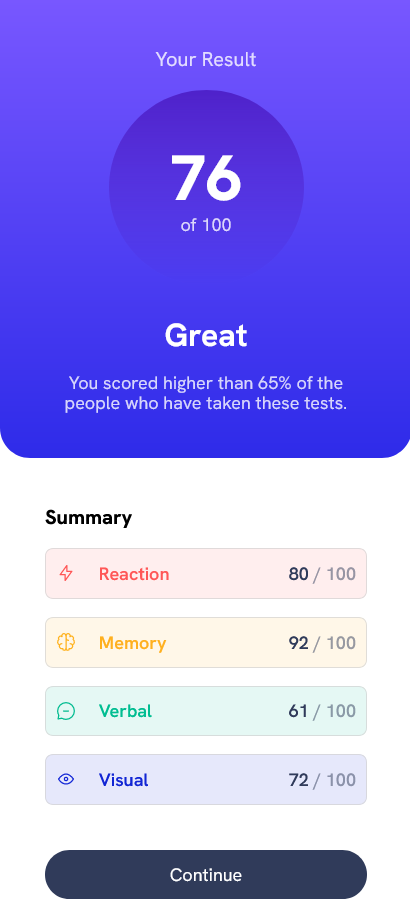 Your Result
76
of 100
Great
You scored higher than 65% of the
people who have taken these tests.
Summary
Reaction 80 / 100
Memory 92 / 100
Verbal 61 / 100
Visual 72 / 100
Continue